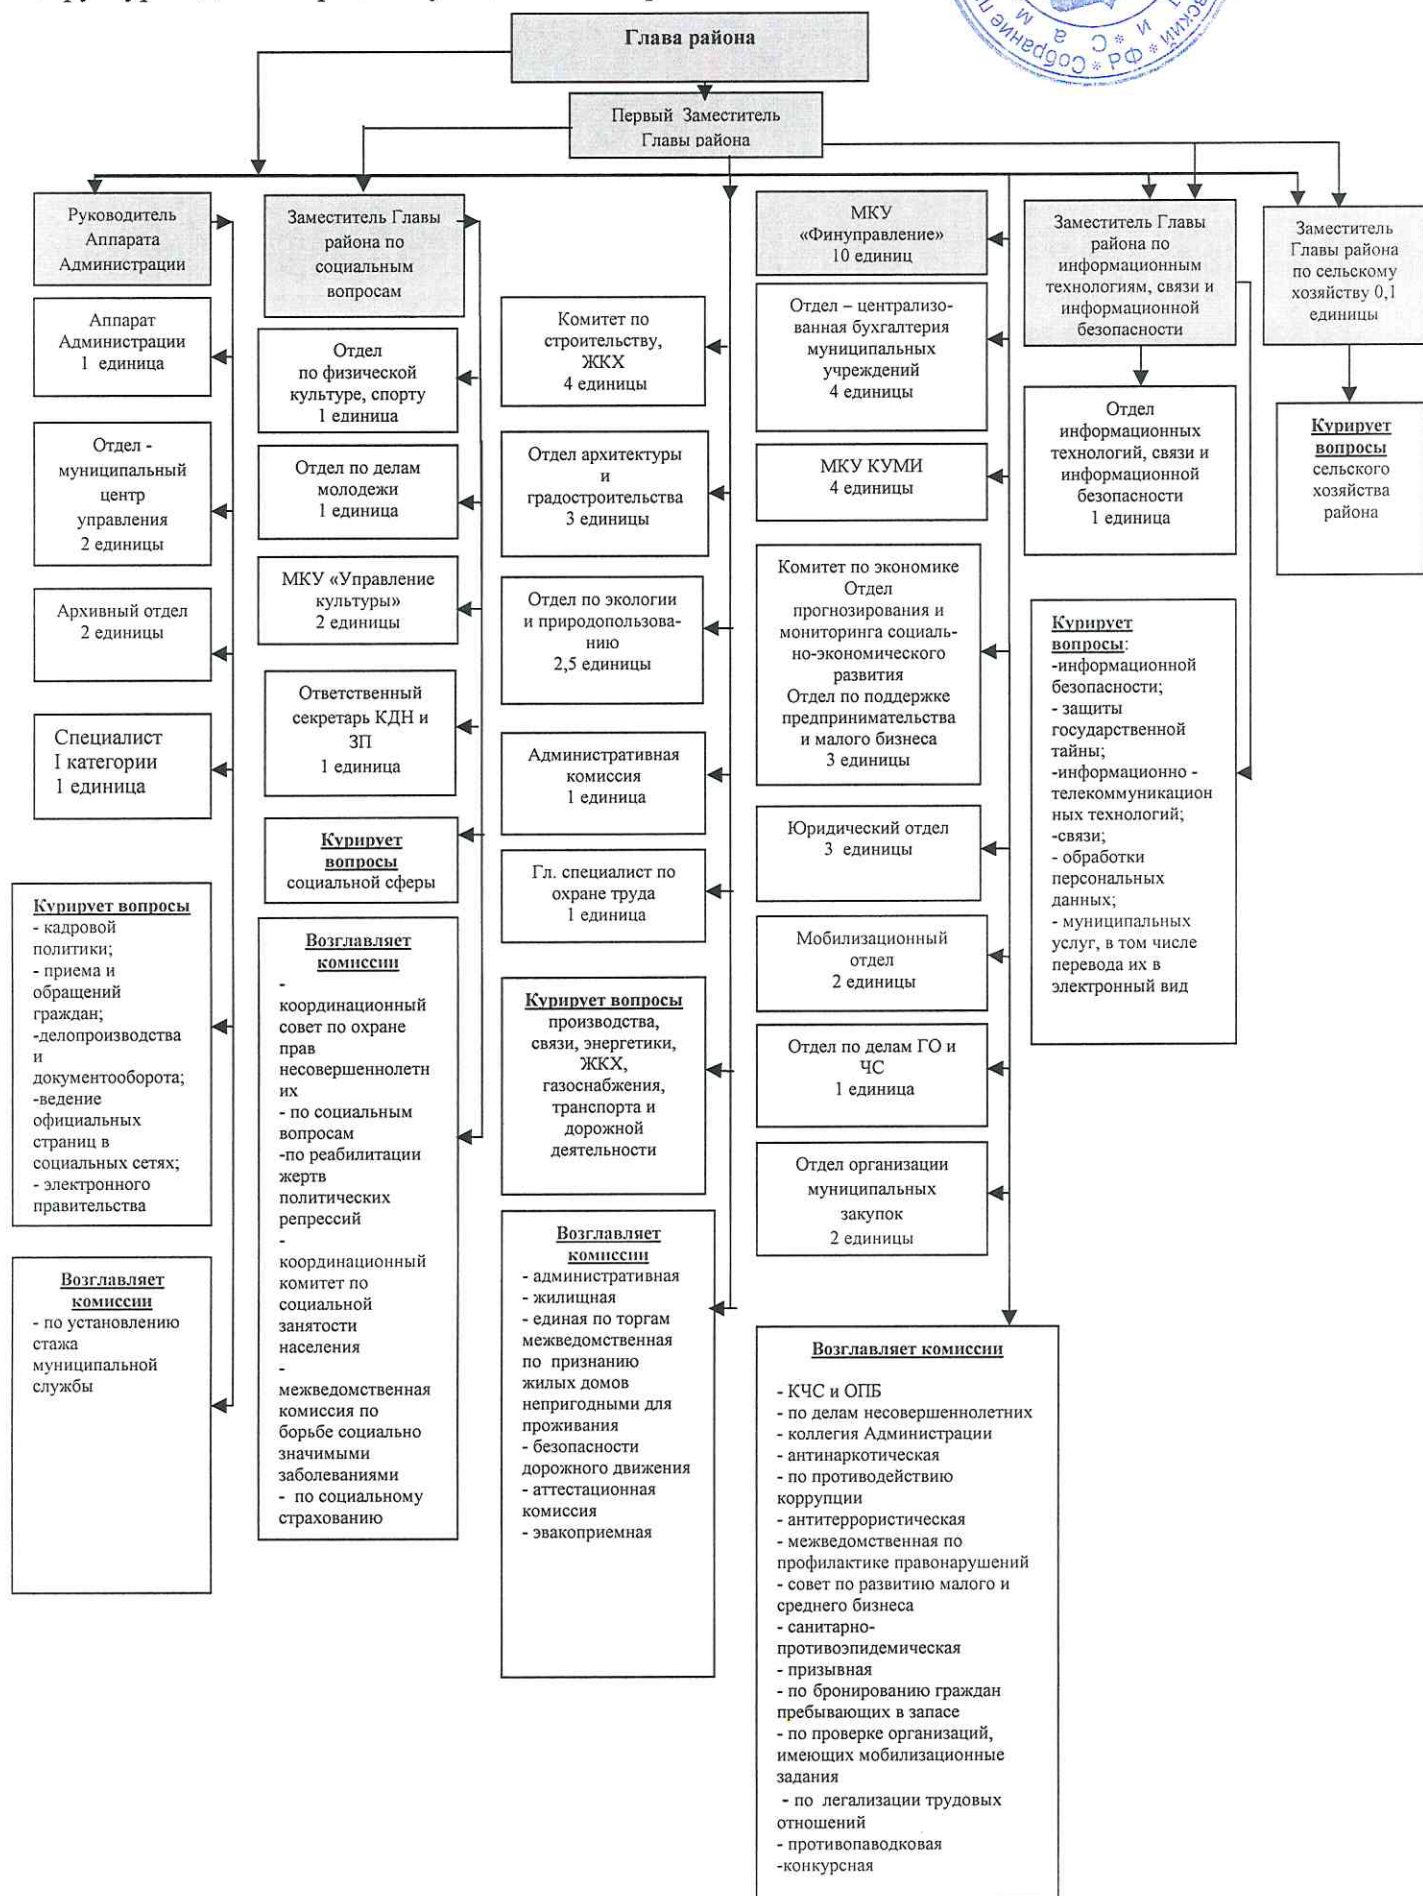 Глава района
Собрание
* РФ *
Первый Заместитель
Главы района
Руководитель
Аппарата
Администрации
Аппарат
Администрации
1 единица
Отдел -
муниципальный
центр
управления
2 единицы
Архивный отдел
2 единицы
Специалист
I категории
1 единица
Курирует вопросы
- кадровой
политики;
- приема и
обращений
граждан;
-делопроизводства
и
документооборота;
-ведение
официальных
страниц в
социальных сетях;
- электронного
правительства
Возглавляет
комиссии
- по установлению
стажа
муниципальной
службы
Заместитель Главы
района по
социальным
вопросам
Отдел
по физической
культуре, спорту
1 единица
Отдел по делам
молодежи
1 единица
МКУ «Управление
культуры»
2 единицы
Ответственный
секретарь КДН и
ЗП
1 единица
Курирует
вопросы
социальной сферы
Возглавляет
комиссии
-
координационный
совет по охране
прав
несовершеннолетн
их
- по социальным
вопросам
-по реабилитации
жертв
политических
репрессий
-
координационный
комитет по
социальной
занятости
населения
-
межведомственная
комиссия по
борьбе социально
значимыми
заболеваниями
- по социальному
страхованию
Комитет по
строительству,
ЖКХ
4 единицы
Отдел архитектуры
и
градостроительства
3 единицы
Отдел по экологии
и природопользова-
нию
2,5 единицы
Административная
комиссия
1 единица
Гл. специалист по
охране труда
1 единица
Курирует вопросы
производства,
связи, энергетики,
ЖКХ,
газоснабжения,
транспорта и
дорожной
деятельности
Возглавляет
комиссии
- административная
- жилищная
- единая по торгам
межведомственная
по признанию
жилых домов
непригодными для
проживания
- безопасности
дорожного движения
- аттестационная
комиссия
- эвакоприемная
МКУ
«Финуправление»
10 единиц
Отдел – централизо-
ванная бухгалтерия
муниципальных
учреждений
4 единицы
МКУ КУМИ
4 единицы
Комитет по экономике
Отдел
прогнозирования и
мониторинга социаль-
но-экономического
развития
Отдел по поддержке
предпринимательства
и малого бизнеса
3 единицы
Юридический отдел
3 единицы
Мобилизационный
отдел
2 единицы
Отдел по делам ГО и
ЧС
1 единица
Отдел организации
муниципальных
закупок
2 единицы
Возглавляет комиссии
- КЧС и ОПБ
- по делам несовершеннолетних
- коллегия Администрации
- антинаркотическая
- по противодействию
коррупции
- антитеррористическая
- межведомственная по
профилактике правонарушений
- совет по развитию малого и
среднего бизнеса
- санитарно-
противоэпидемическая
- призывная
- по бронированию граждан
пребывающих в запасе
- по проверке организаций,
имеющих мобилизационные
задания
- по легализации трудовых
отношений
- противопаводковая
-конкурсная
Заместитель Главы
района по
информационным
технологиям, связи и
информационной
безопасности
Отдел
информационных
технологий, связи и
информационной
безопасности
1 единица
Курирует
вопросы:
-информационной
безопасности;
- защиты
государственной
тайны;
-информационно -
телекоммуникацион
ных технологий;
-связи;
- обработки
персональных
данных;
- муниципальных
услуг, в том числе
перевода их в
электронный вид
Заместитель
Главы района
по сельскому
хозяйству 0,1
единицы
Курирует
вопросы
сельского
хозяйства
района